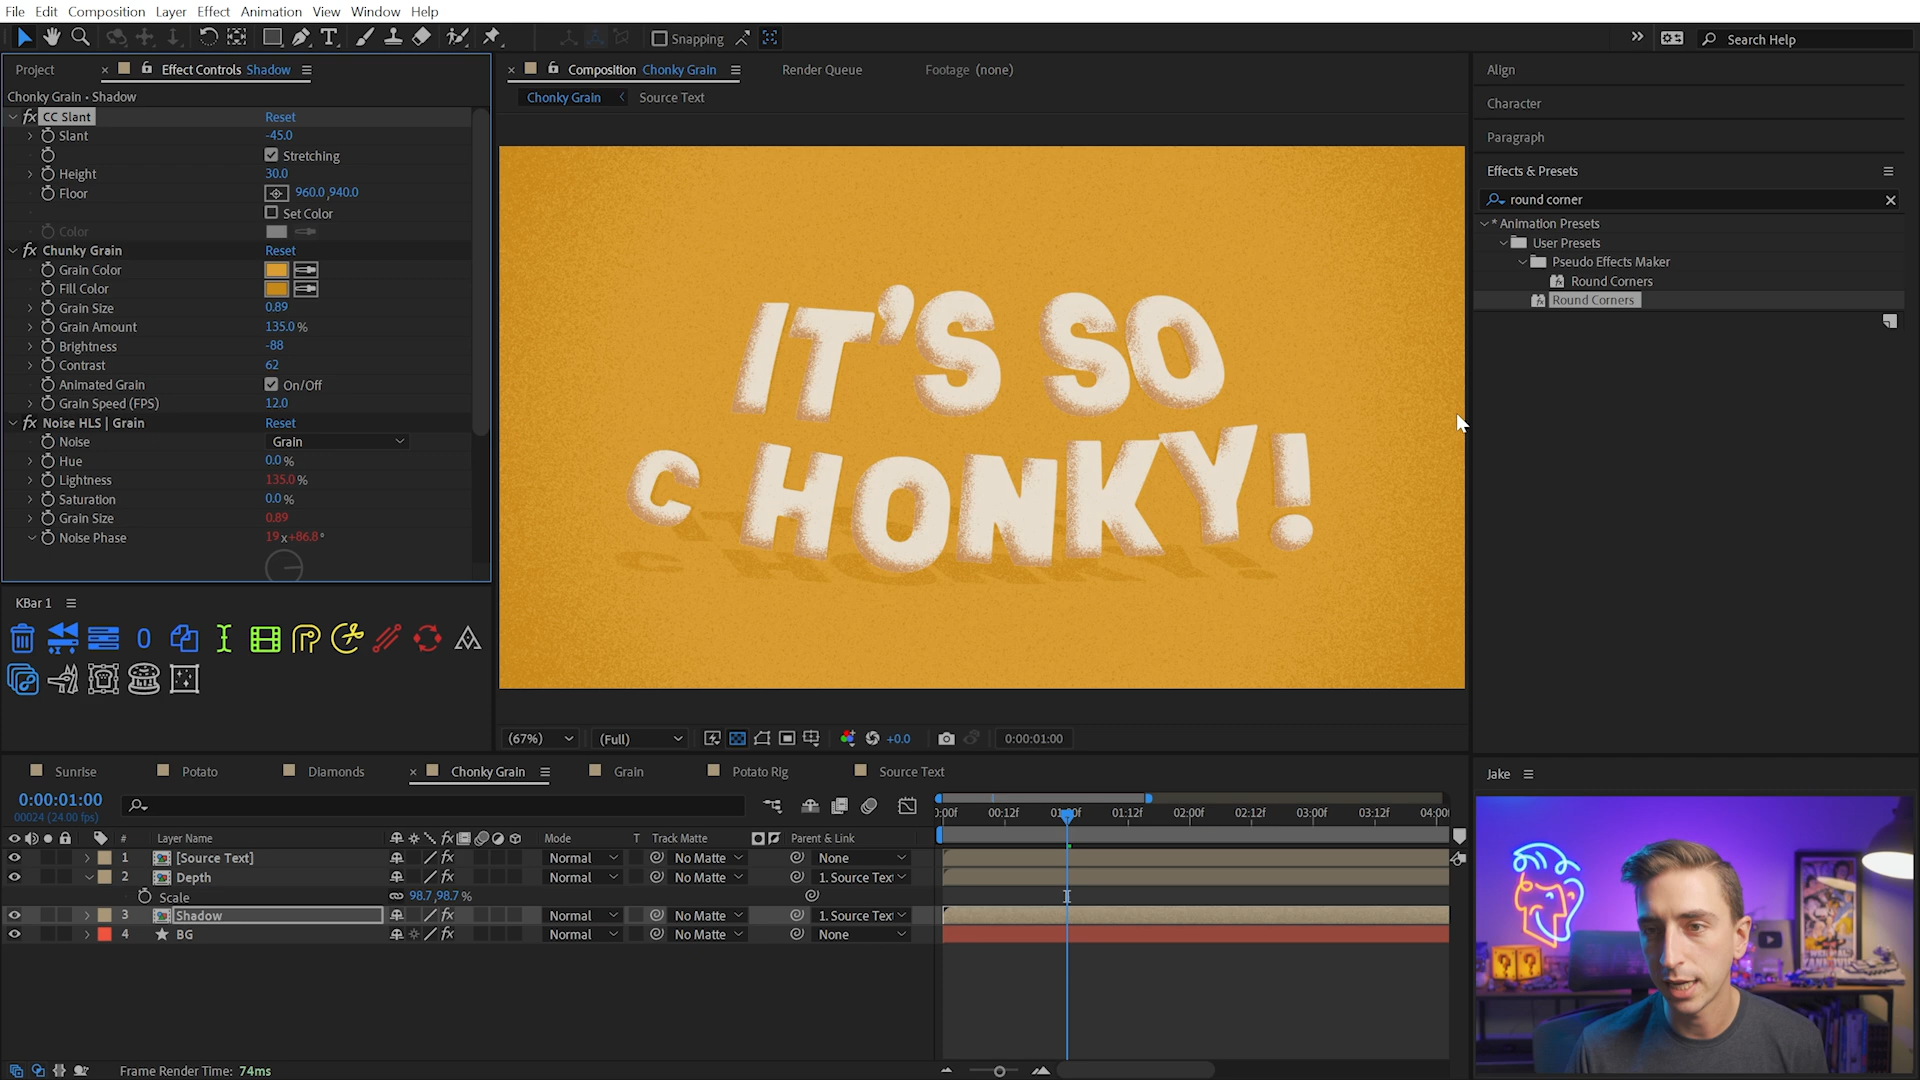 File Edit Composition Layer Effect Animation View Window Help
Snapping
Search Help
Project
Effect Controls Shadow
Composition Chonky Grain
Render Queue
Footage (none)
Chonky Grain
Source Text
Chonky Grain • Shadow
CC Slant Reset
Slant -45.0
Stretching
Height 30.0
Floor 960.0,940.0
Set Color
Color
Chunky Grain Reset
Grain Color
Fill Color
Grain Size 0.89
Grain Amount 135.0 %
Brightness -88
Contrast 62
Animated Grain On/Off
Grain Speed (FPS) 12.0
Noise HLS | Grain Reset
Noise Grain
Hue 0.0 %
Lightness 135.0 %
Saturation 0.0 %
Grain Size 0.89
Noise Phase 19x+86.8°
IT'S SO
CHONKY!
Align
Character
Paragraph
Effects & Presets
round corner
* Animation Presets
User Presets
Pseudo Effects Maker
Round Corners
Round Corners
KBar 1
(67%) (Full) +0.0 0:00:01:00
Sunrise Potato Diamonds Chonky Grain Grain Potato Rig Source Text
0:00:01:00
00024 (24.00 fps)
00:12f 01:12f 02:00f 02:12f 03:00f 03:12f
# Layer Name Mode T Track Matte Parent & Link
1 [Source Text] Normal No Matte None
2 Depth Normal No Matte 1. Source Text
Scale 98.7,98.7 %
3 Shadow Normal No Matte 1. Source Text
4 BG Normal No Matte None
Frame Render Time: 74ms
Jake